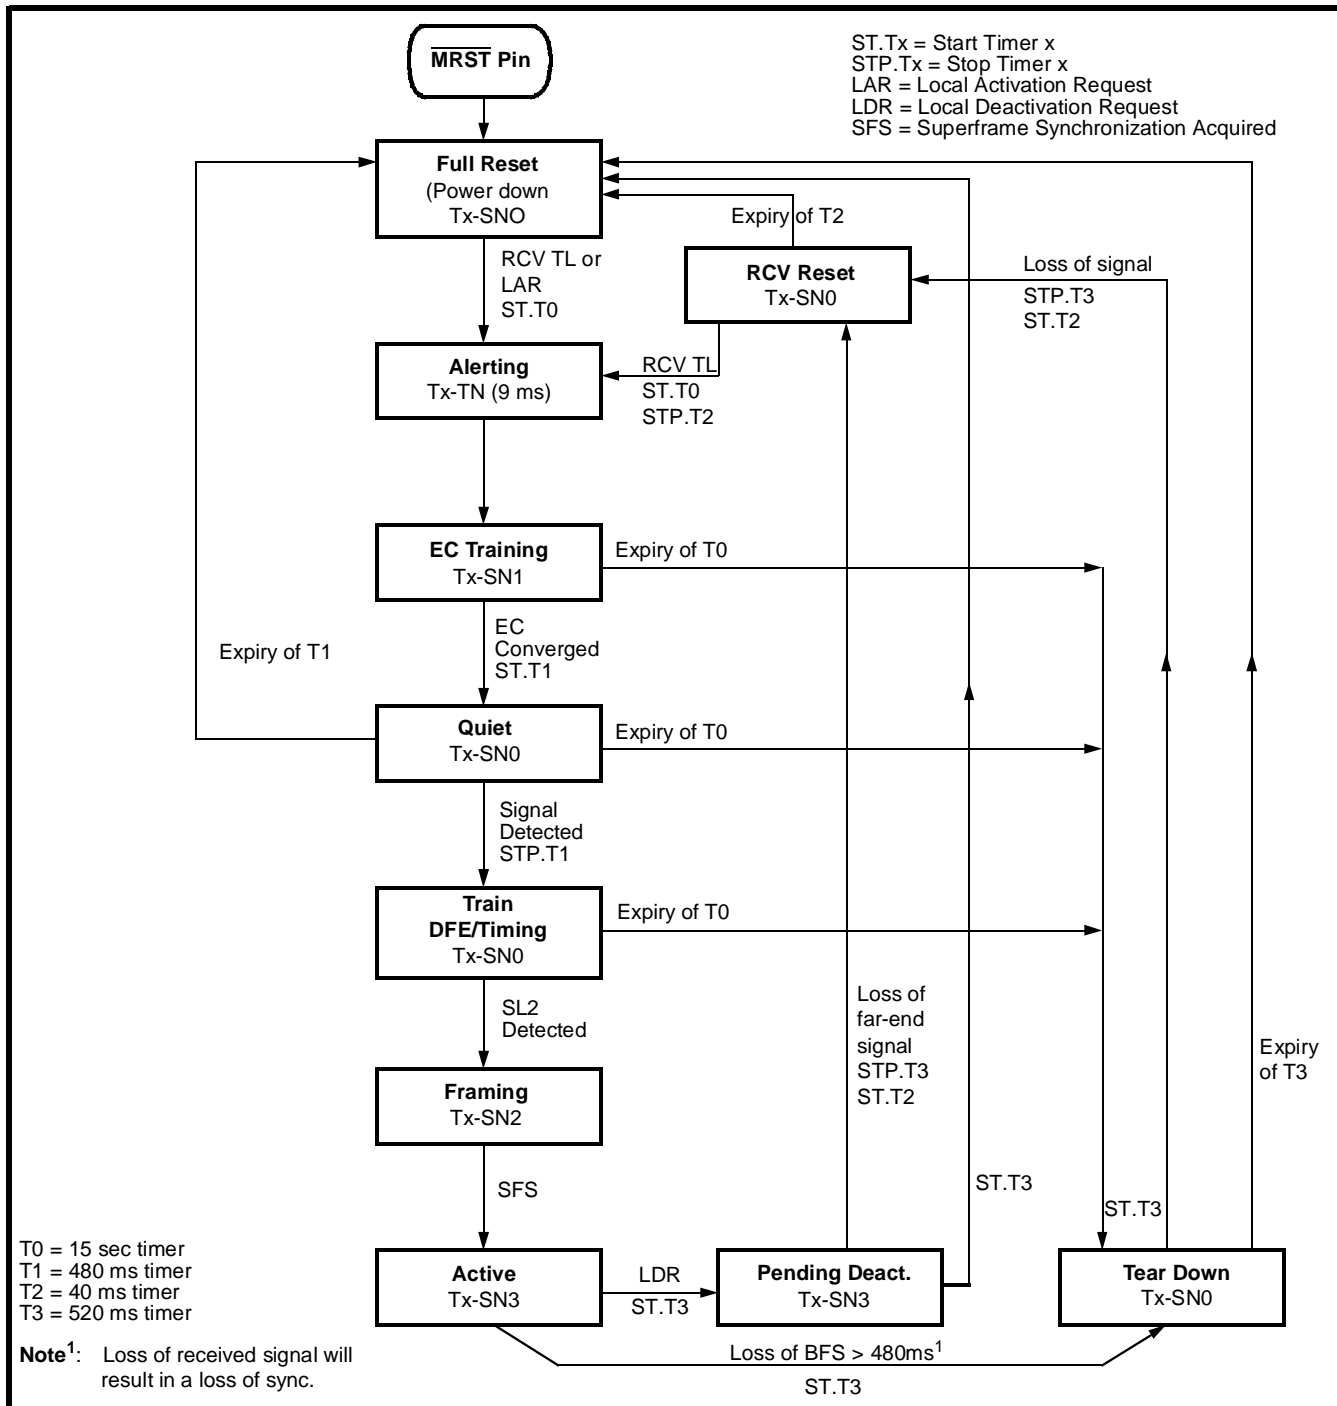 MRST Pin
ST.Tx = Start Timer x
STP.Tx = Stop Timer x
LAR = Local Activation Request
LDR = Local Deactivation Request
SFS = Superframe Synchronization Acquired
Full Reset
(Power down
Tx-SNO
Expiry of T2
RCV TL or
LAR
ST.T0
RCV Reset
Tx-SN0
Loss of signal
STP.T3
ST.T2
Alerting
Tx-TN (9 ms)
RCV TL
ST.T0
STP.T2
EC Training
Tx-SN1
Expiry of T0
EC
Converged
ST.T1
Expiry of T1
Quiet
Tx-SN0
Expiry of T0
Signal
Detected
STP.T1
Train
DFE/Timing
Tx-SN0
Expiry of T0
SL2
Detected
Loss of
far-end
signal
STP.T3
ST.T2
Expiry
of T3
Framing
Tx-SN2
SFS
ST.T3
ST.T3
T0 = 15 sec timer
T1 = 480 ms timer
T2 = 40 ms timer
T3 = 520 ms timer
Active
Tx-SN3
LDR
ST.T3
Pending Deact.
Tx-SN3
Tear Down
Tx-SN0
Note1: Loss of received signal will
result in a loss of sync.
Loss of BFS > 480ms1
ST.T3